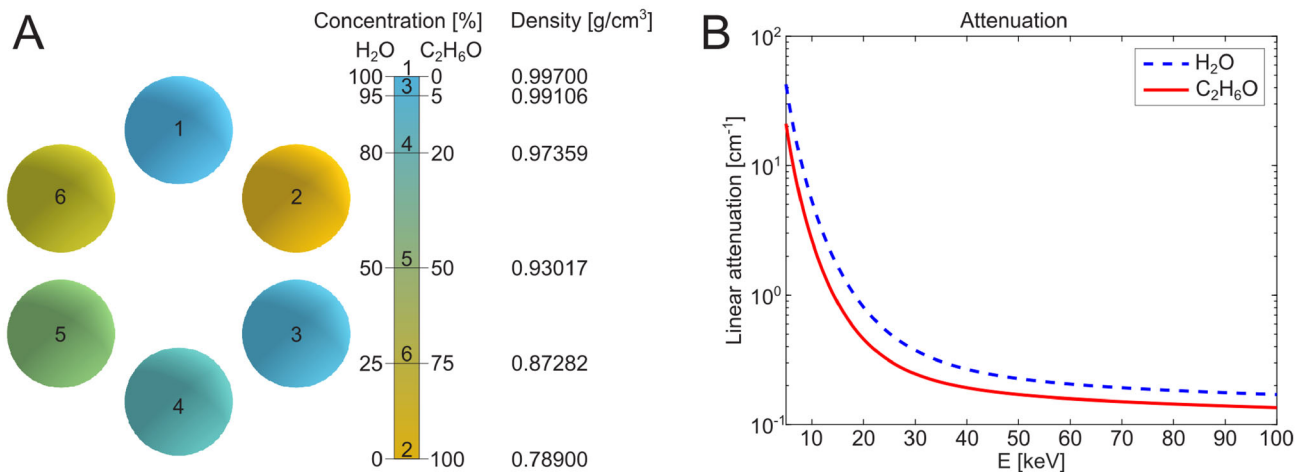 A
Concentration [%]
Density [g/cm³]
H₂O
C₂H₆O
1
100
0
0.99700
3
95
5
0.99106
4
80
20
0.97359
5
50
50
0.93017
6
25
75
0.87282
2
0
100
0.78900
1
6
2
5
3
4
B
Attenuation
H₂O
C₂H₆O
Linear attenuation [cm⁻¹]
10²
10¹
10⁰
10⁻¹
10 20 30 40 50 60 70 80 90 100
E [keV]